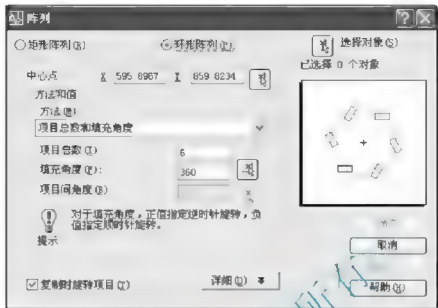 阵列
矩形阵列(R)
环形阵列(P)
选择对象(S)
已选择 0 个对象
中心点 X 595 8967 Y 859 8234
方法和值
方法(M)
项目总数和填充角度
项目总数(I) 6
填充角度(F): 360
项目间角度(B)
对于填充角度，正值指定逆时针旋转，负
值指定顺时针旋转。
提示
取消
复制时旋转项目(T)
详细(O)
帮助(H)